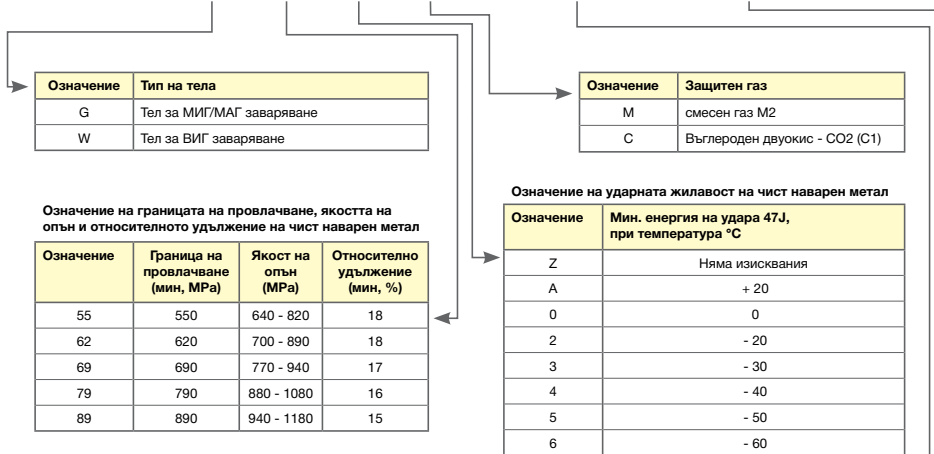 Означение Тип на тела
G Тел за МИГ/МАГ заваряване
W Тел за ВИГ заваряване
Означение Защитен газ
M смесен газ M2
C Въглероден двуокис - CO2 (C1)
Означение на границата на провлачване, якостта на
опън и относителното удължение на чист наварен метал
Означение Граница на провлачване (мин, MPa) Якост на опън (MPa) Относително удължение (мин, %)
55 550 640 - 820 18
62 620 700 - 890 18
69 690 770 - 940 17
79 790 880 - 1080 16
89 890 940 - 1180 15
Означение на ударната жилавост на чист наварен метал
Означение Мин. енергия на удара 47J, при температура °C
Z Няма изисквания
A + 20
0 0
2 - 20
3 - 30
4 - 40
5 - 50
6 - 60